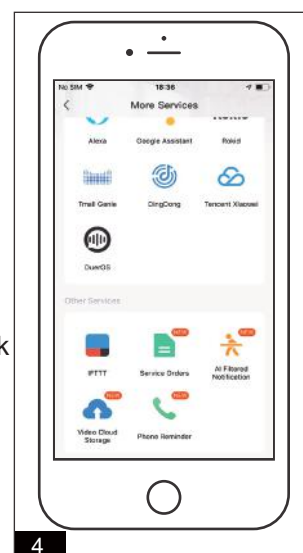 No SIM 18:36
More Services
Alexa Google Assistant Rokid
Tmall Genie DingDong Tencent Xiaowei
DuerOS
Other Services
NEW NEW
IFTTT Service Orders AI Filtered
Notification
NEW NEW
Video Cloud
Storage Phone Reminder
k
4